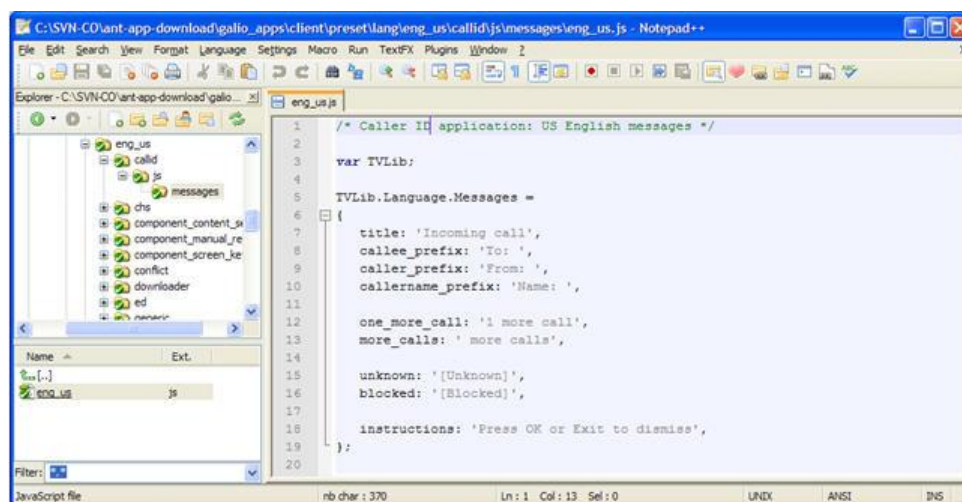 C:\SVN-CO\ant-app-download\galio_apps\client\preset\lang\eng_us\callid\js\messages\eng_us.js - Notepad++
File Edit Search View Format Language Settings Macro Run TextFX Plugins Window ?
Explorer - C:\SVN-CO\ant-app-download\galio...
eng_us
callid
js
messages
chs
component_content_s
component_manual_re
component_screen_ke
conflict
downloader
ed
generic
Name Ext.
[..]
eng_us js
Filter:
eng_us.js
1 /* Caller ID application: US English messages */
2
3 var TVLib;
4
5 TVLib.Language.Messages =
6 {
7 title: 'Incoming call',
8 callee_prefix: 'To: ',
9 caller_prefix: 'From: ',
10 callername_prefix: 'Name: ',
11
12 one_more_call: '1 more call',
13 more_calls: ' more calls',
14
15 unknown: '[Unknown]',
16 blocked: '[Blocked]',
17
18 instructions: 'Press OK or Exit to dismiss',
19 };
20
JavaScript file nb char : 370 Ln : 1 Col : 13 Sel : 0 UNIX ANSI INS